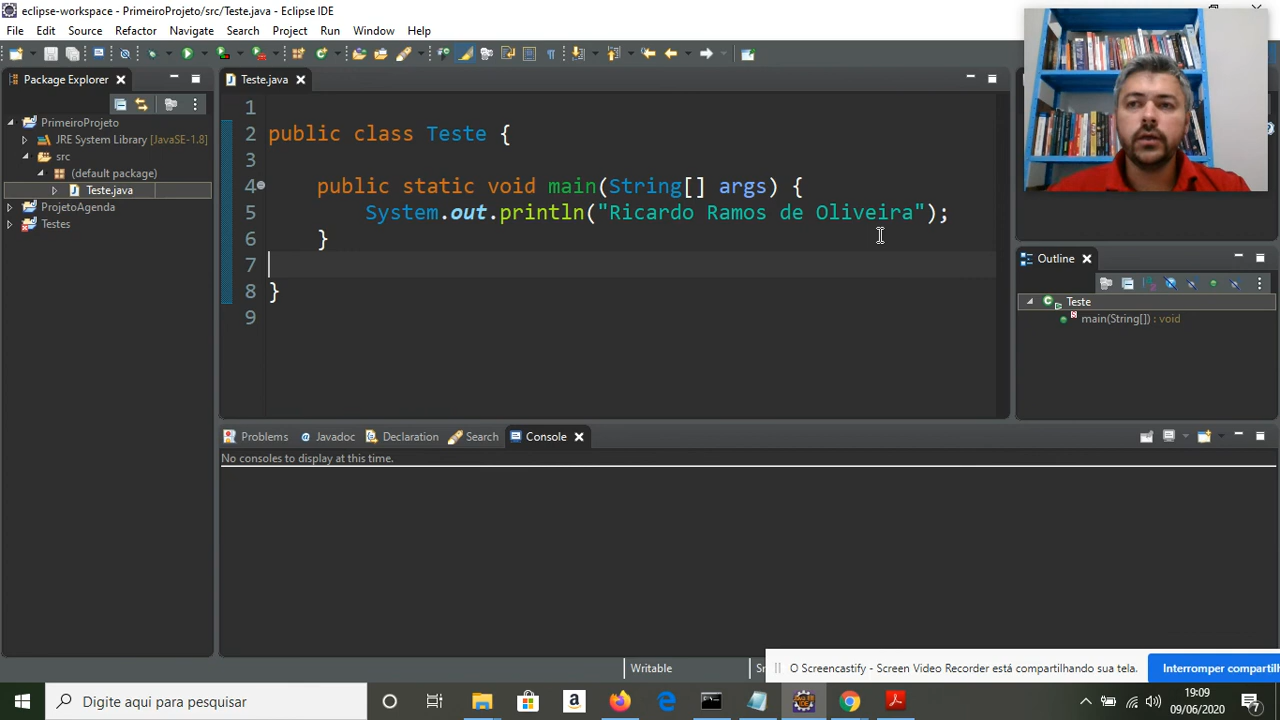 eclipse-workspace - PrimeiroProjeto/src/Teste.java - Eclipse IDE
File Edit Source Refactor Navigate Search Project Run Window Help
Package Explorer
PrimeiroProjeto
JRE System Library [JavaSE-1.8]
src
(default package)
Teste.java
ProjetoAgenda
Testes
Teste.java
1
2 public class Teste {
3
4 public static void main(String[] args) {
5 System.out.println("Ricardo Ramos de Oliveira");
6 }
7
8 }
9
Outline
Teste
main(String[]) : void
Problems Javadoc Declaration Search Console
No consoles to display at this time.
Writable
O Screencastify - Screen Video Recorder está compartilhando sua tela.
Interromper compartil
Digite aqui para pesquisar
19:09
09/06/2020
7